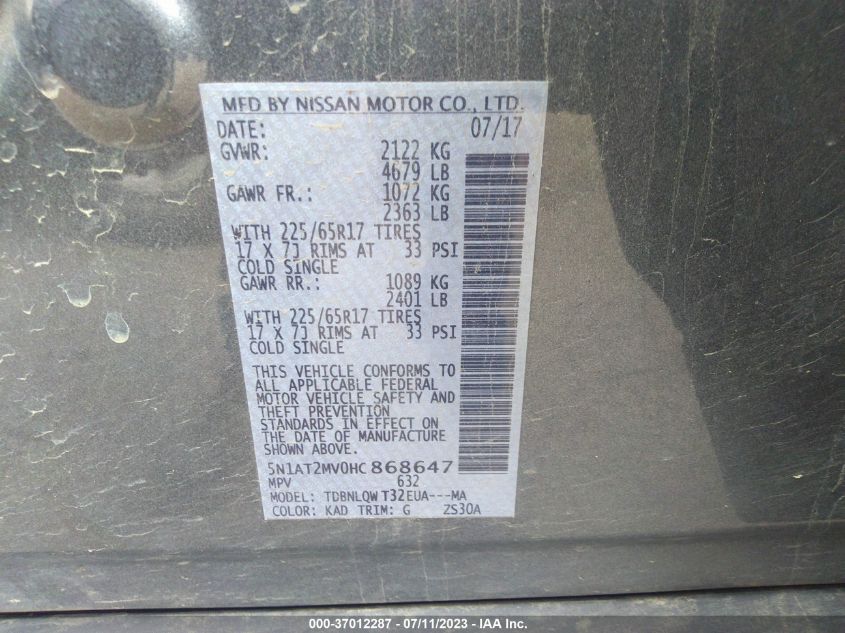 MFD BY NISSAN MOTOR CO., LTD.
DATE: 07/17
GVWR: 2122 KG
4679 LB
GAWR FR.: 1072 KG
2363 LB
WITH 225/65R17 TIRES
17 X 7J RIMS AT 33 PSI
COLD SINGLE
GAWR RR.: 1089 KG
2401 LB
WITH 225/65R17 TIRES
17 X 7J RIMS AT 33 PSI
COLD SINGLE
THIS VEHICLE CONFORMS TO
ALL APPLICABLE FEDERAL
MOTOR VEHICLE SAFETY AND
THEFT PREVENTION
STANDARDS IN EFFECT ON
THE DATE OF MANUFACTURE
SHOWN ABOVE.
5N1AT2MV0HC868647
MPV 632
MODEL: TDBNLQW T32EUA---MA
COLOR: KAD TRIM: G ZS30A
000-37012287 - 07/11/2023 - IAA Inc.